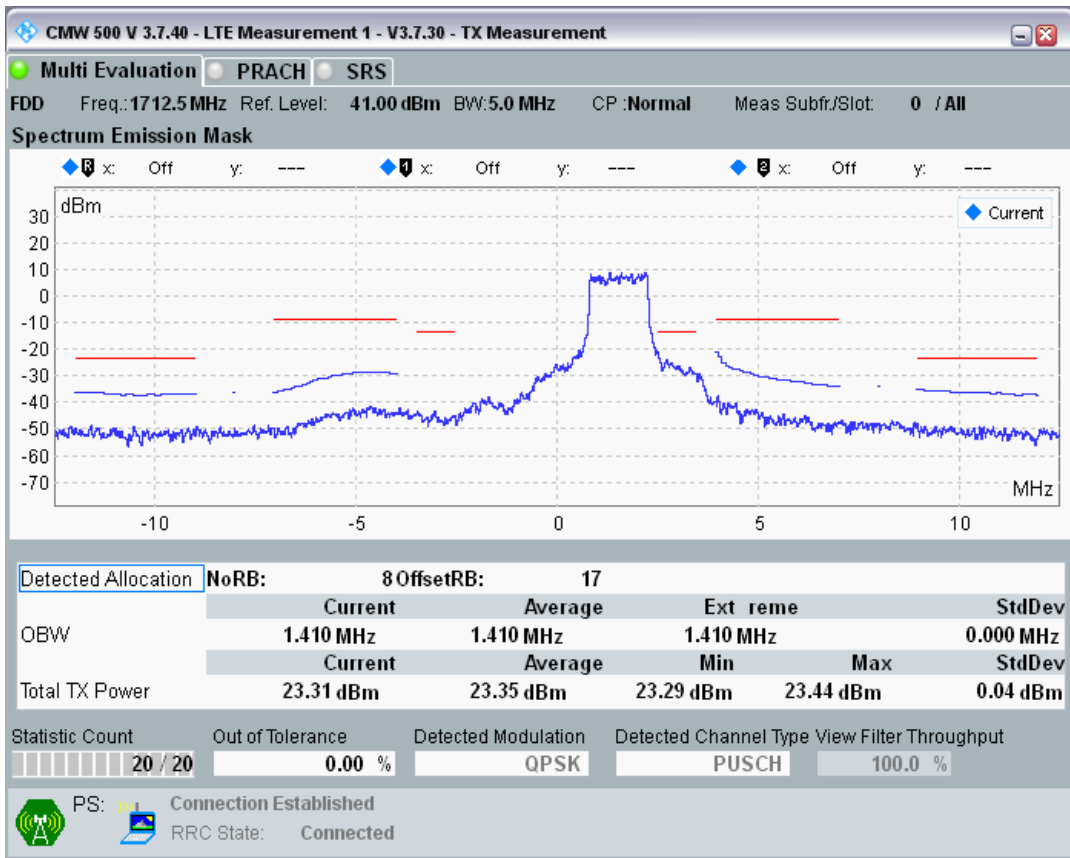 CMW 500 V 3.7.40 - LTE Measurement 1 - V3.7.30 - TX Measurement
Multi Evaluation PRACH SRS
FDD Freq.: 1712.5 MHz Ref. Level: 41.00 dBm BW: 5.0 MHz CP : Normal Meas Subfr./Slot: 0 / All
Spectrum Emission Mask
R x: Off y: --- 1 x: Off y: --- 2 x: Off y: ---
dBm
Current
30
20
10
0
-10
-20
-30
-40
-50
-60
-70
MHz
-10 -5 0 5 10
Detected Allocation NoRB: 8 OffsetRB: 17
Current Average Ext reme StdDev
OBW 1.410 MHz 1.410 MHz 1.410 MHz 0.000 MHz
Current Average Min Max StdDev
Total TX Power 23.31 dBm 23.35 dBm 23.29 dBm 23.44 dBm 0.04 dBm
Statistic Count Out of Tolerance Detected Modulation Detected Channel Type View Filter Throughput
20 / 20 0.00 % QPSK PUSCH 100.0 %
PS: Connection Established
RRC State: Connected